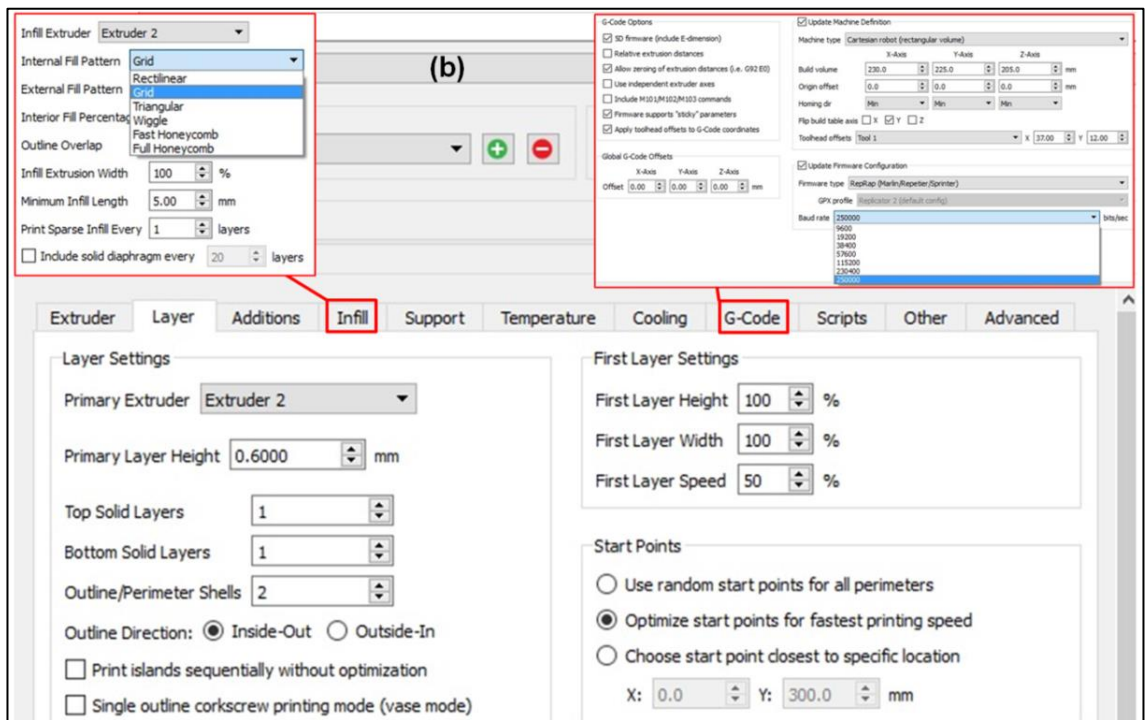 Infill Extruder Extruder 2
Internal Fill Pattern Grid
Rectilinear
External Fill Pattern Grid
Triangular
Interior Fill Percentag Wiggle
Fast Honeycomb
Outline Overlap Full Honeycomb
Infill Extrusion Width 100 %
Minimum Infill Length 5.00 mm
Print Sparse Infill Every 1 layers
Include solid diaphragm every 20 layers
(b)
G-Code Options
5D firmware (include E-dimension)
Relative extrusion distances
Allow zeroing of extrusion distances (i.e. G92 E0)
Use independent extruder axes
Include M101/M102/M103 commands
Firmware supports "sticky" parameters
Apply toolhead offsets to G-Code coordinates
Global G-Code Offsets
X-Axis Y-Axis Z-Axis
Offset 0.00 0.00 0.00 mm
Update Machine Definition
Machine type Cartesian robot (rectangular volume)
X-Axis Y-Axis Z-Axis
Build volume 230.0 225.0 205.0 mm
Origin offset 0.0 0.0 0.0 mm
Homing dir Min Min Min
Flip build table axis X Y Z
Toolhead offsets Tool 1 X 37.00 Y 12.00
Update Firmware Configuration
Firmware type RepRap (Marlin/Repetier/Sprinter)
GPX profile Replicator 2 (default config)
Baud rate 250000 bits/sec
9600
19200
38400
57600
115200
230400
250000
Extruder Layer Additions Infill Support Temperature Cooling G-Code Scripts Other Advanced
Layer Settings
Primary Extruder Extruder 2
Primary Layer Height 0.6000 mm
Top Solid Layers 1
Bottom Solid Layers 1
Outline/Perimeter Shells 2
Outline Direction: Inside-Out Outside-In
Print islands sequentially without optimization
Single outline corkscrew printing mode (vase mode)
First Layer Settings
First Layer Height 100 %
First Layer Width 100 %
First Layer Speed 50 %
Start Points
Use random start points for all perimeters
Optimize start points for fastest printing speed
Choose start point closest to specific location
X: 0.0 Y: 300.0 mm